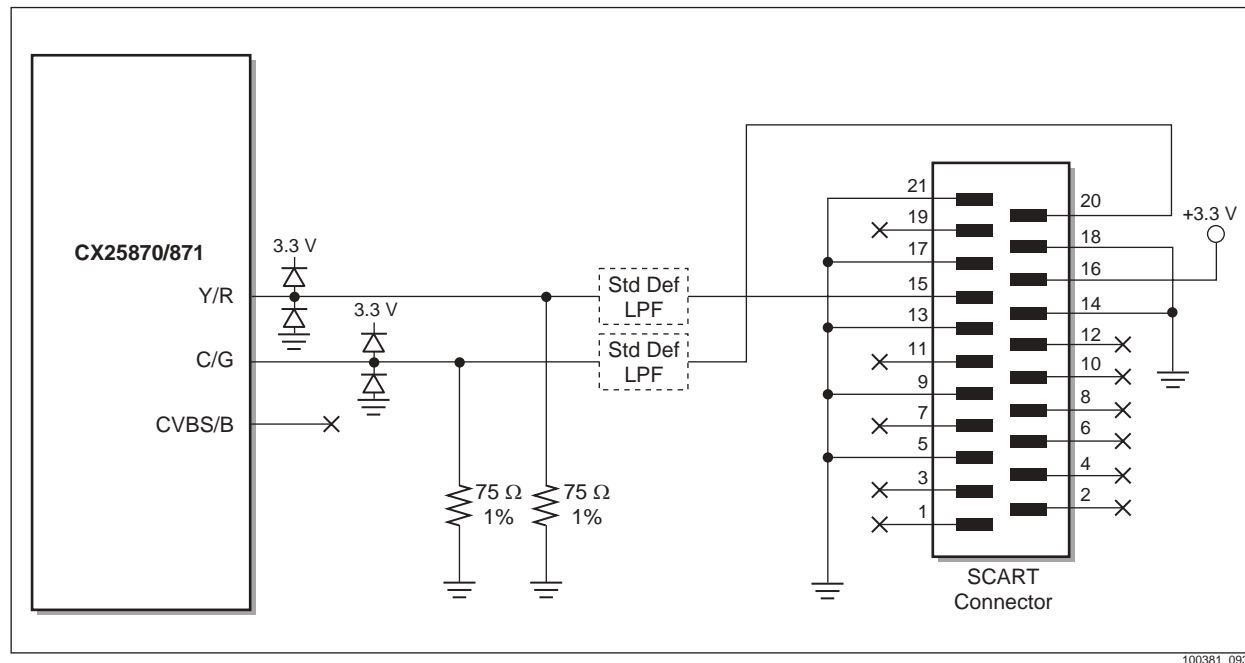 CX25870/871
Y/R
C/G
CVBS/B
3.3 V
3.3 V
Std Def
LPF
Std Def
LPF
75 Ω
1%
75 Ω
1%
21
19
17
15
13
11
9
7
5
3
1
20
18
16
14
12
10
8
6
4
2
+3.3 V
SCART
Connector